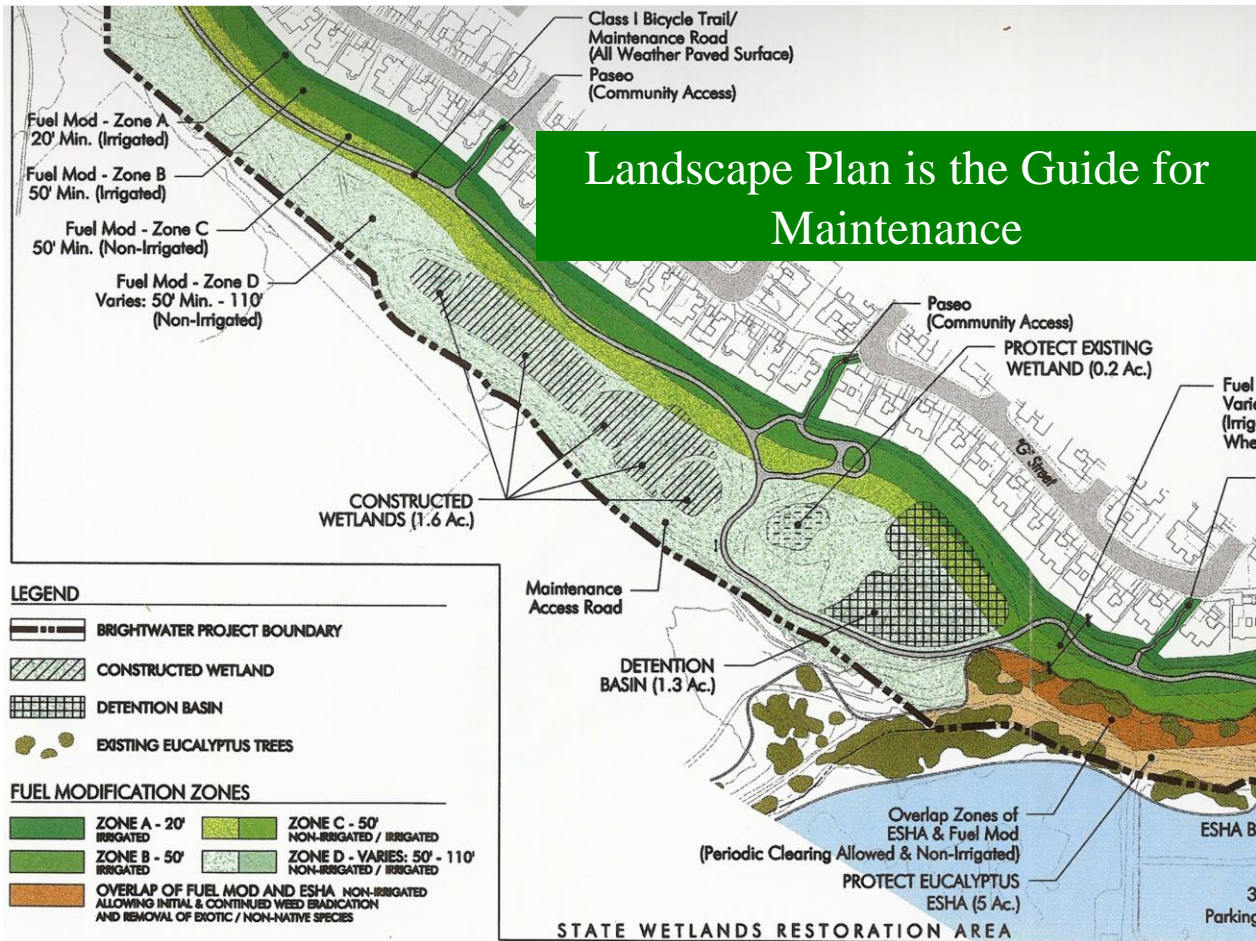 Class I Bicycle Trail/
Maintenance Road
(All Weather Paved Surface)
Paseo
(Community Access)
Fuel Mod - Zone A
20' Min. (Irrigated)
Fuel Mod - Zone B
50' Min. (Irrigated)
Fuel Mod - Zone C
50' Min. (Non-Irrigated)
Fuel Mod - Zone D
Varies: 50' Min. - 110'
(Non-Irrigated)
Landscape Plan is the Guide for
Maintenance
Paseo
(Community Access)
PROTECT EXISTING
WETLAND (0.2 Ac.)
Fuel
"G" Street
CONSTRUCTED
WETLANDS (1.6 Ac.)
Maintenance
Access Road
DETENTION
BASIN (1.3 Ac.)
LEGEND
BRIGHTWATER PROJECT BOUNDARY
CONSTRUCTED WETLAND
DETENTION BASIN
EXISTING EUCALYPTUS TREES
FUEL MODIFICATION ZONES
ZONE A - 20'
IRRIGATED
ZONE C - 50'
NON-IRRIGATED / IRRIGATED
ZONE B - 50'
IRRIGATED
ZONE D - VARIES: 50' - 110'
NON-IRRIGATED / IRRIGATED
OVERLAP OF FUEL MOD AND ESHA NON-IRRIGATED
ALLOWING INITIAL & CONTINUED WEED ERADICATION
AND REMOVAL OF EXOTIC / NON-NATIVE SPECIES
Overlap Zones of
ESHA & Fuel Mod
(Periodic Clearing Allowed & Non-Irrigated)
PROTECT EUCALYPTUS
ESHA (5 Ac.)
ESHA B
3
Parking
STATE WETLANDS RESTORATION AREA